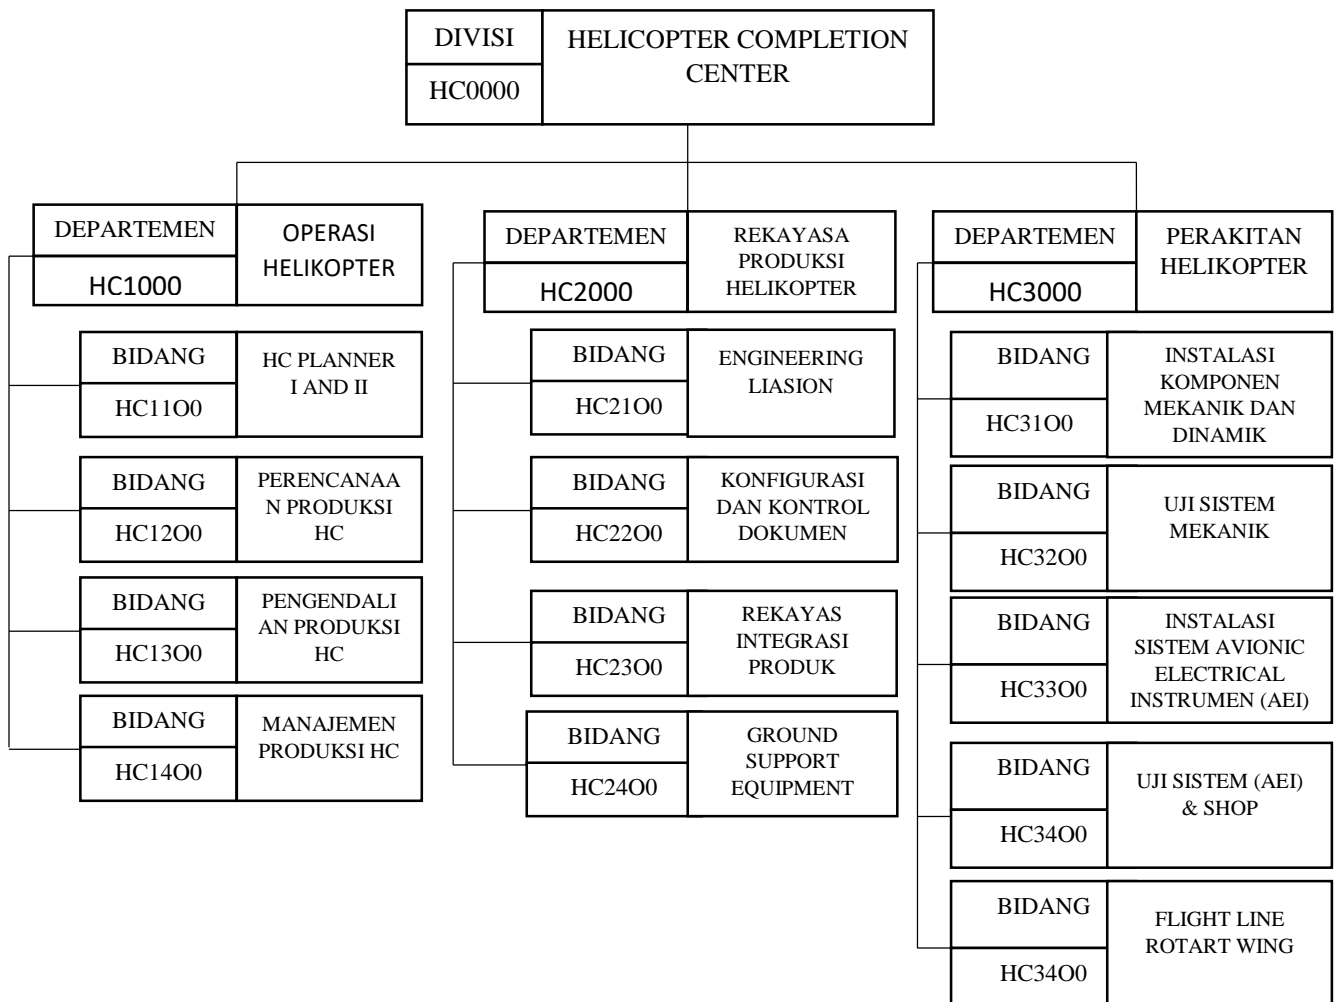 DIVISI
HC0000
HELICOPTER COMPLETION
CENTER
DEPARTEMEN
HC1000
OPERASI
HELIKOPTER
BIDANG
HC11O0
HC PLANNER
I AND II
BIDANG
HC12O0
PERENCANAA
N PRODUKSI
HC
BIDANG
HC13O0
PENGENDALI
AN PRODUKSI
HC
BIDANG
HC14O0
MANAJEMEN
PRODUKSI HC
DEPARTEMEN
HC2000
REKAYASA
PRODUKSI
HELIKOPTER
BIDANG
HC21O0
ENGINEERING
LIASION
BIDANG
HC22O0
KONFIGURASI
DAN KONTROL
DOKUMEN
BIDANG
HC23O0
REKAYAS
INTEGRASI
PRODUK
BIDANG
HC24O0
GROUND
SUPPORT
EQUIPMENT
DEPARTEMEN
HC3000
PERAKITAN
HELIKOPTER
BIDANG
HC31O0
INSTALASI
KOMPONEN
MEKANIK DAN
DINAMIK
BIDANG
HC32O0
UJI SISTEM
MEKANIK
BIDANG
HC33O0
INSTALASI
SISTEM AVIONIC
ELECTRICAL
INSTRUMEN (AEI)
BIDANG
HC34O0
UJI SISTEM (AEI)
& SHOP
BIDANG
HC34O0
FLIGHT LINE
ROTART WING